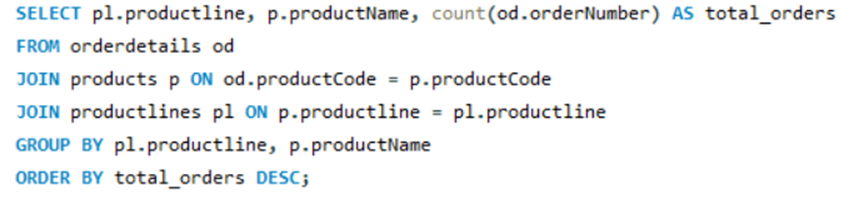 SELECT pl.productline, p.productName, count(od.orderNumber) AS total_orders
FROM orderdetails od
JOIN products p ON od.productCode = p.productCode
JOIN productlines pl ON p.productline = pl.productline
GROUP BY pl.productline, p.productName
ORDER BY total_orders DESC;